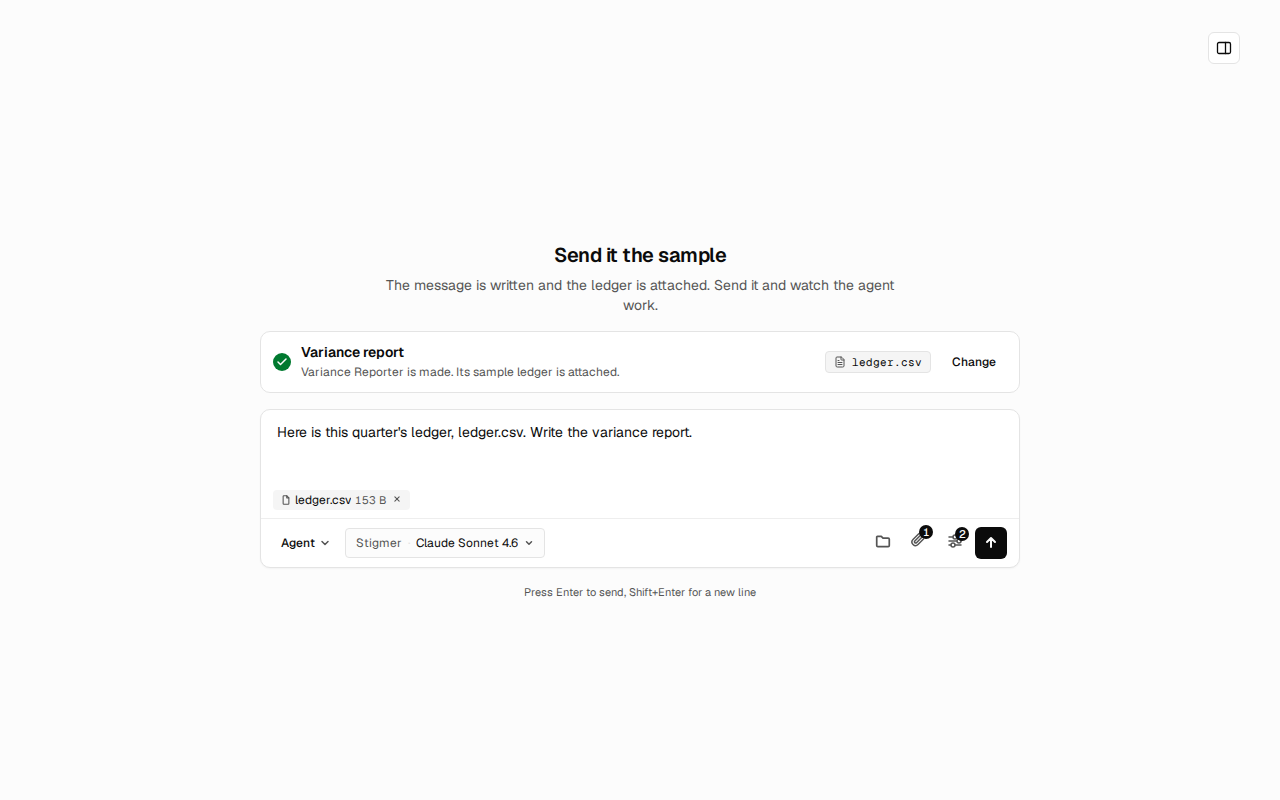 Send it the sample
The message is written and the ledger is attached. Send it and watch the agent
work.
Variance report
Variance Reporter is made. Its sample ledger is attached.
ledger.csv
Change
Here is this quarter's ledger, ledger.csv. Write the variance report.
ledger.csv 153 B ×
Agent
Stigmer · Claude Sonnet 4.6
1
2
Press Enter to send, Shift+Enter for a new line